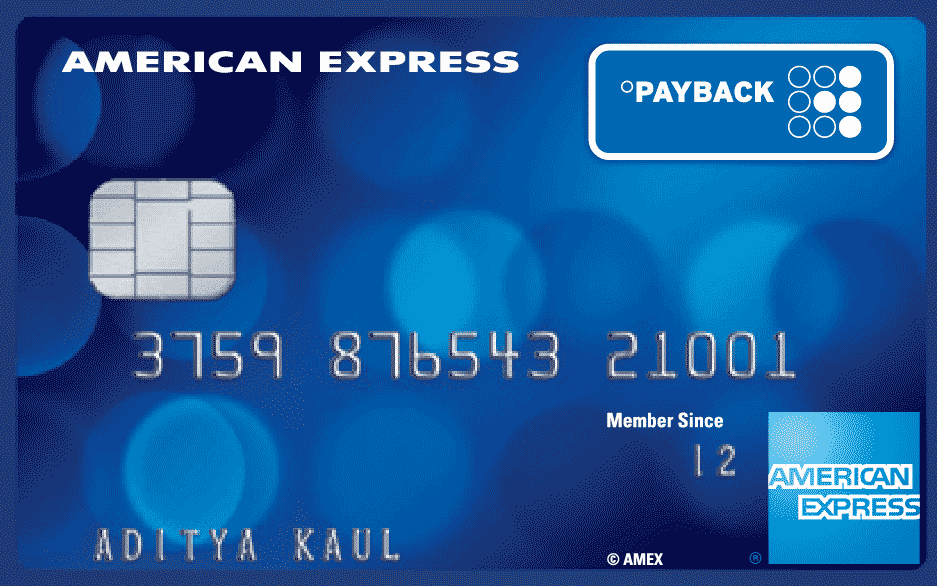 AMERICAN EXPRESS
°PAYBACK
3759 876543 21001
Member Since
12
AMERICAN
EXPRESS
ADITYA KAUL
© AMEX ®